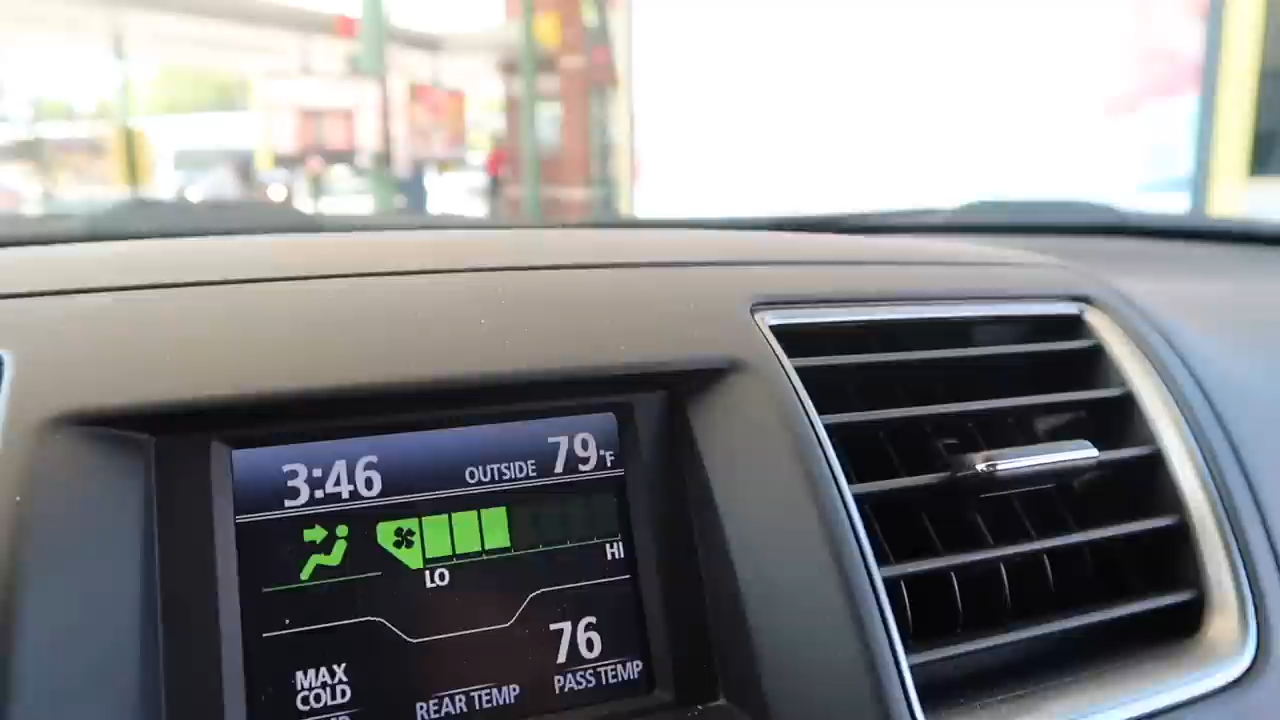 3:46 OUTSIDE 79°F
LO HI
76
MAX
COLD
REAR TEMP PASS TEMP